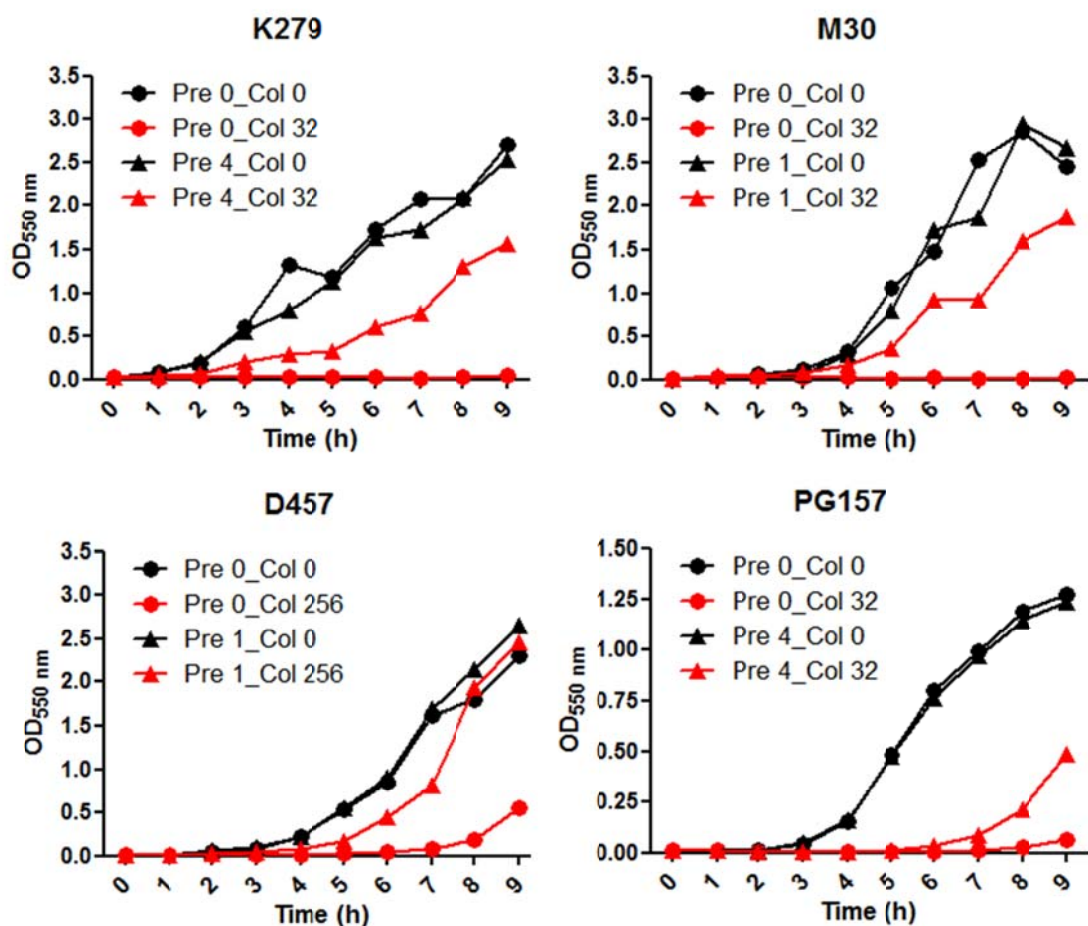 K279
3.5
3.0
2.5
2.0
1.5
1.0
0.5
0.0
OD550 nm
Pre 0_Col 0
Pre 0_Col 32
Pre 4_Col 0
Pre 4_Col 32
0 1 2 3 4 5 6 7 8 9
Time (h)
M30
3.5
3.0
2.5
2.0
1.5
1.0
0.5
0.0
OD550 nm
Pre 0_Col 0
Pre 0_Col 32
Pre 1_Col 0
Pre 1_Col 32
0 1 2 3 4 5 6 7 8 9
Time (h)
D457
3.5
3.0
2.5
2.0
1.5
1.0
0.5
0.0
OD550 nm
Pre 0_Col 0
Pre 0_Col 256
Pre 1_Col 0
Pre 1_Col 256
0 1 2 3 4 5 6 7 8 9
Time (h)
PG157
1.50
1.25
1.00
0.75
0.50
0.25
0.00
OD550 nm
Pre 0_Col 0
Pre 0_Col 32
Pre 4_Col 0
Pre 4_Col 32
0 1 2 3 4 5 6 7 8 9
Time (h)